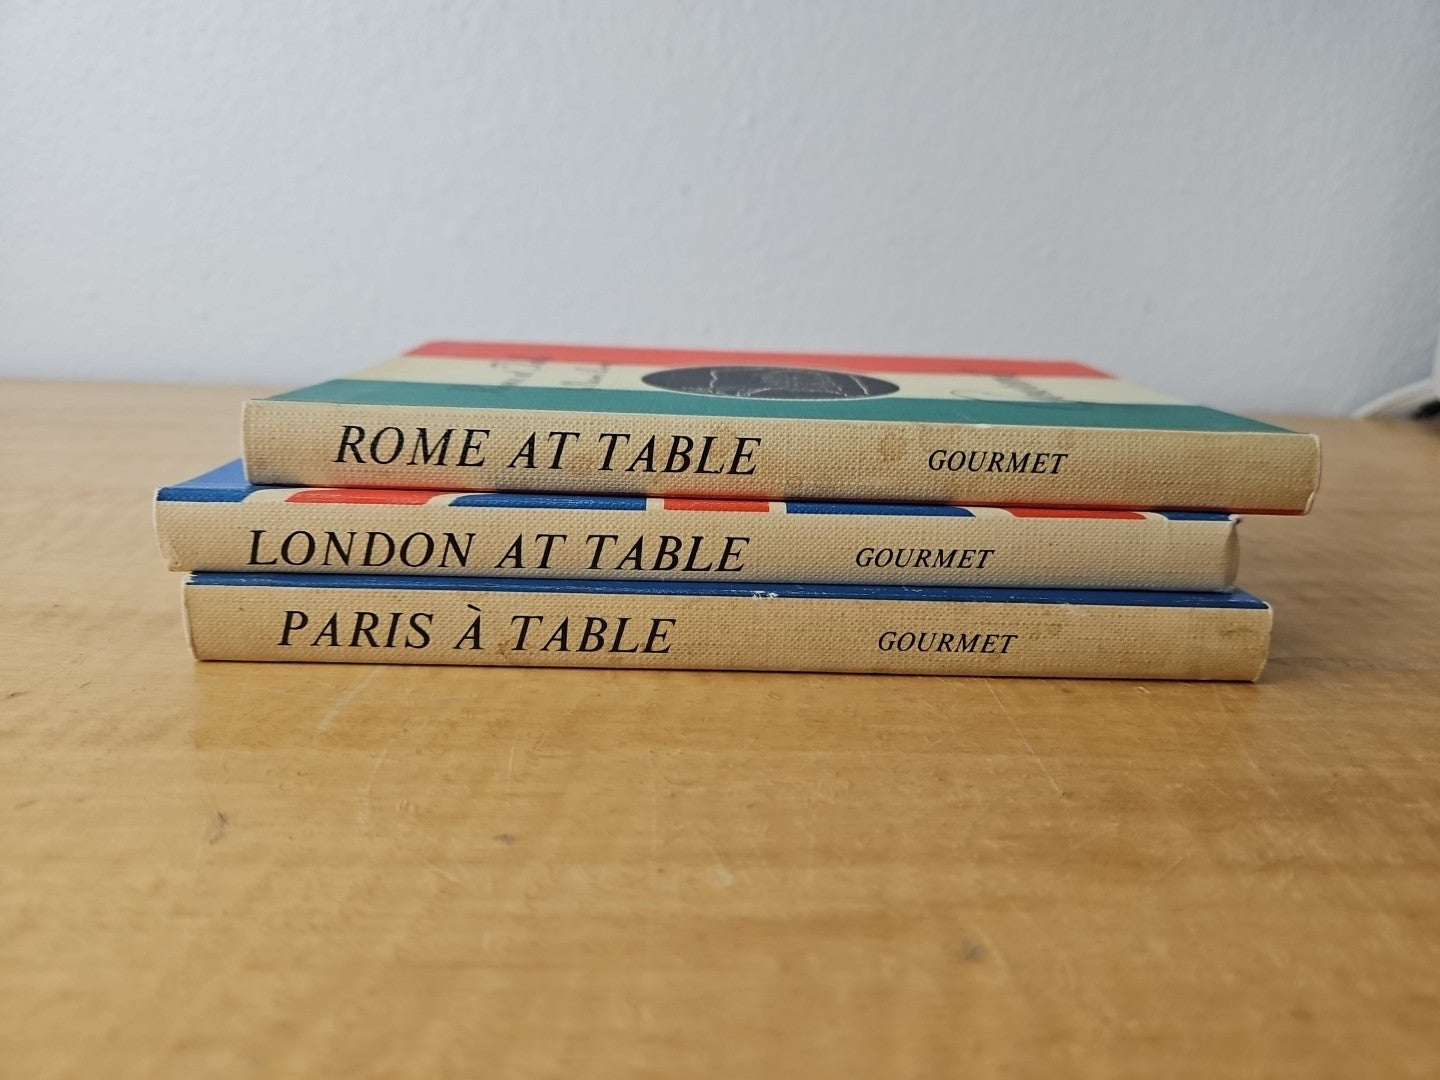 ROME AT TABLE GOURMET
LONDON AT TABLE GOURMET
PARIS À TABLE GOURMET